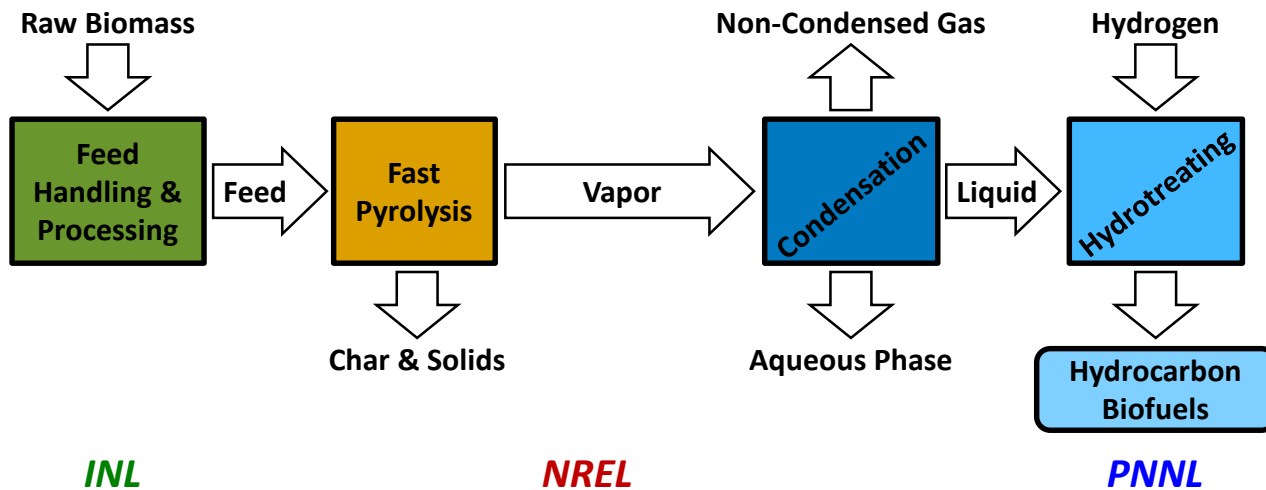 Raw Biomass
Non-Condensed Gas
Hydrogen
Feed
Handling &
Processing
Feed
Fast
Pyrolysis
Vapor
Condensation
Liquid
Hydrotreating
Char & Solids
Aqueous Phase
Hydrocarbon
Biofuels
INL
NREL
PNNL